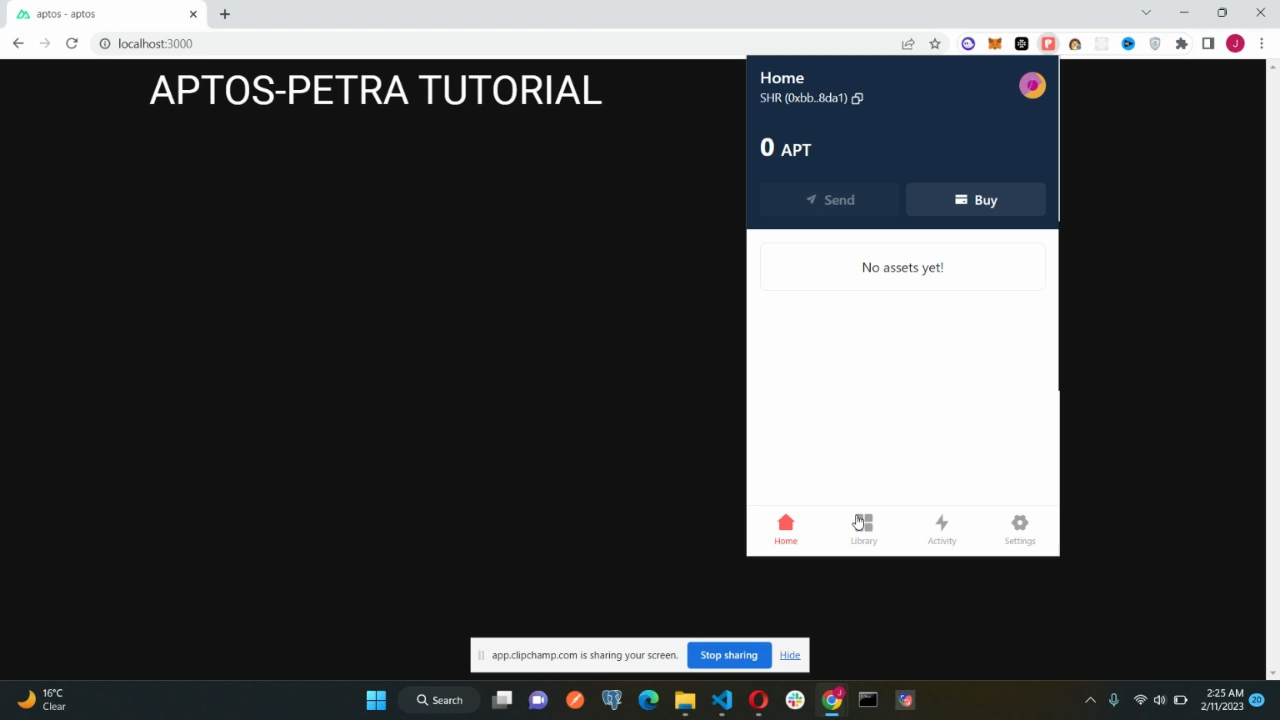 aptos - aptos
localhost:3000
J
APTOS-PETRA TUTORIAL
Home
SHR (0xbb..8da1)
0 APT
Send
Buy
No assets yet!
Home
Library
Activity
Settings
app.clipchamp.com is sharing your screen.
Stop sharing
Hide
16°C
Clear
Search
J
2:25 AM
2/11/2023
20